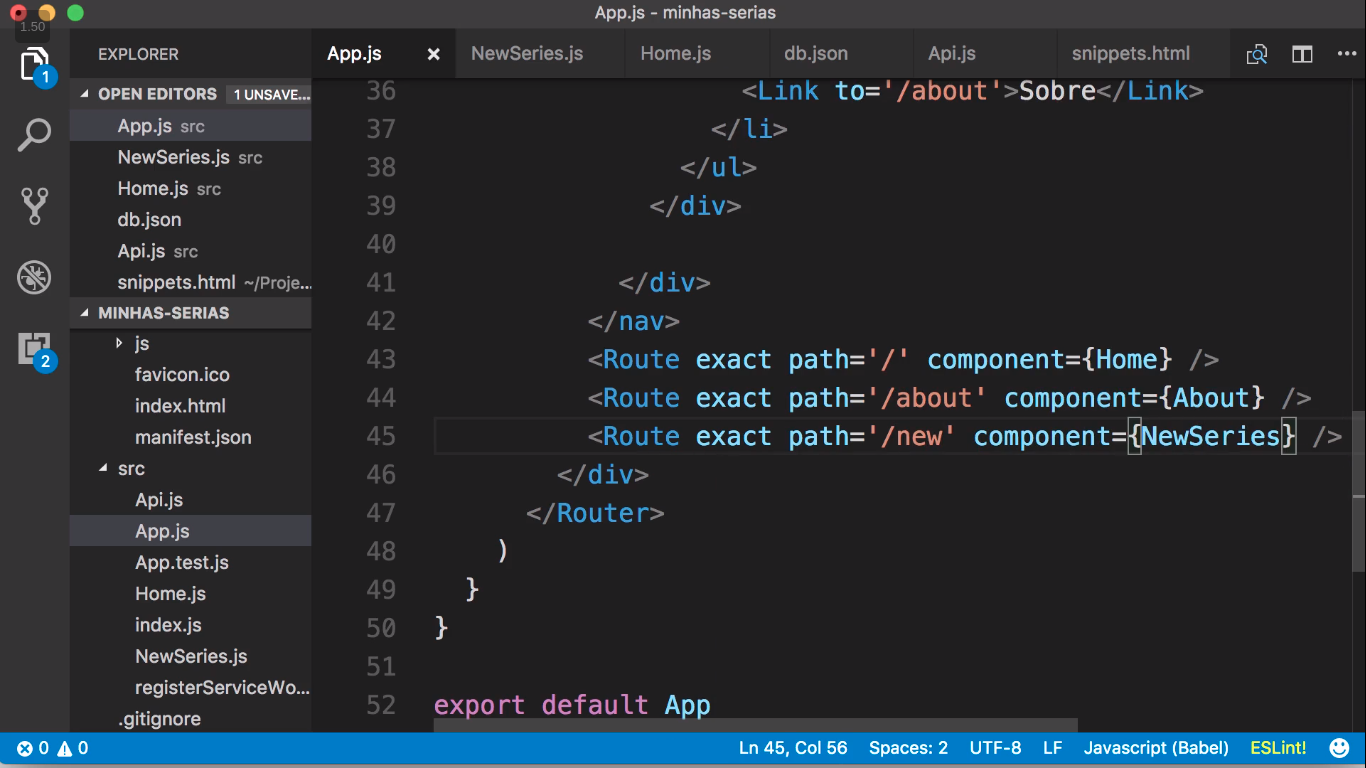 App.js - minhas-serias
1.50
EXPLORER
App.js NewSeries.js Home.js db.json Api.js snippets.html
1
OPEN EDITORS 1 UNSAVE...
App.js src
NewSeries.js src
Home.js src
db.json
Api.js src
snippets.html ~/Proje...
MINHAS-SERIAS
2
js
favicon.ico
index.html
manifest.json
src
Api.js
App.js
App.test.js
Home.js
index.js
NewSeries.js
registerServiceWo...
.gitignore
36 <Link to='/about'>Sobre</Link>
37 </li>
38 </ul>
39 </div>
40
41 </div>
42 </nav>
43 <Route exact path='/' component={Home} />
44 <Route exact path='/about' component={About} />
45 <Route exact path='/new' component={NewSeries} />
46 </div>
47 </Router>
48 )
49 }
50 }
51
52 export default App
0 0 Ln 45, Col 56 Spaces: 2 UTF-8 LF Javascript (Babel) ESLint!